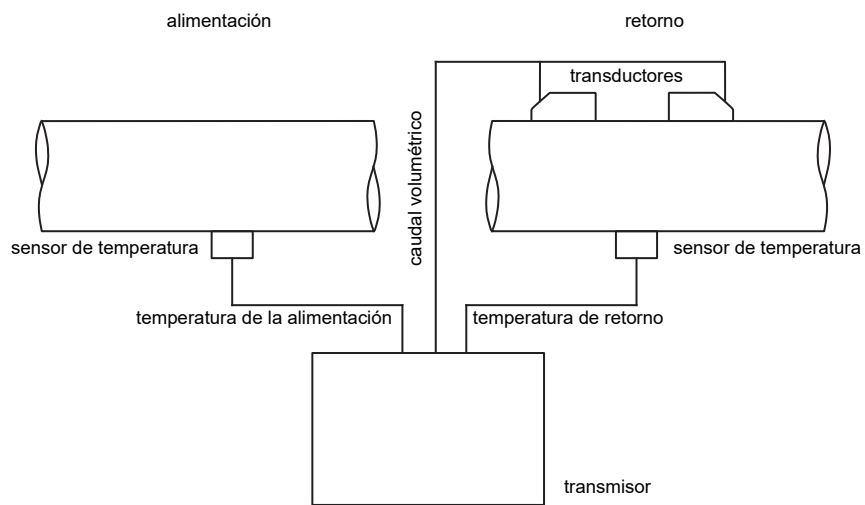 alimentación
retorno
transductores
caudal volumétrico
sensor de temperatura
sensor de temperatura
temperatura de la alimentación
temperatura de retorno
transmisor